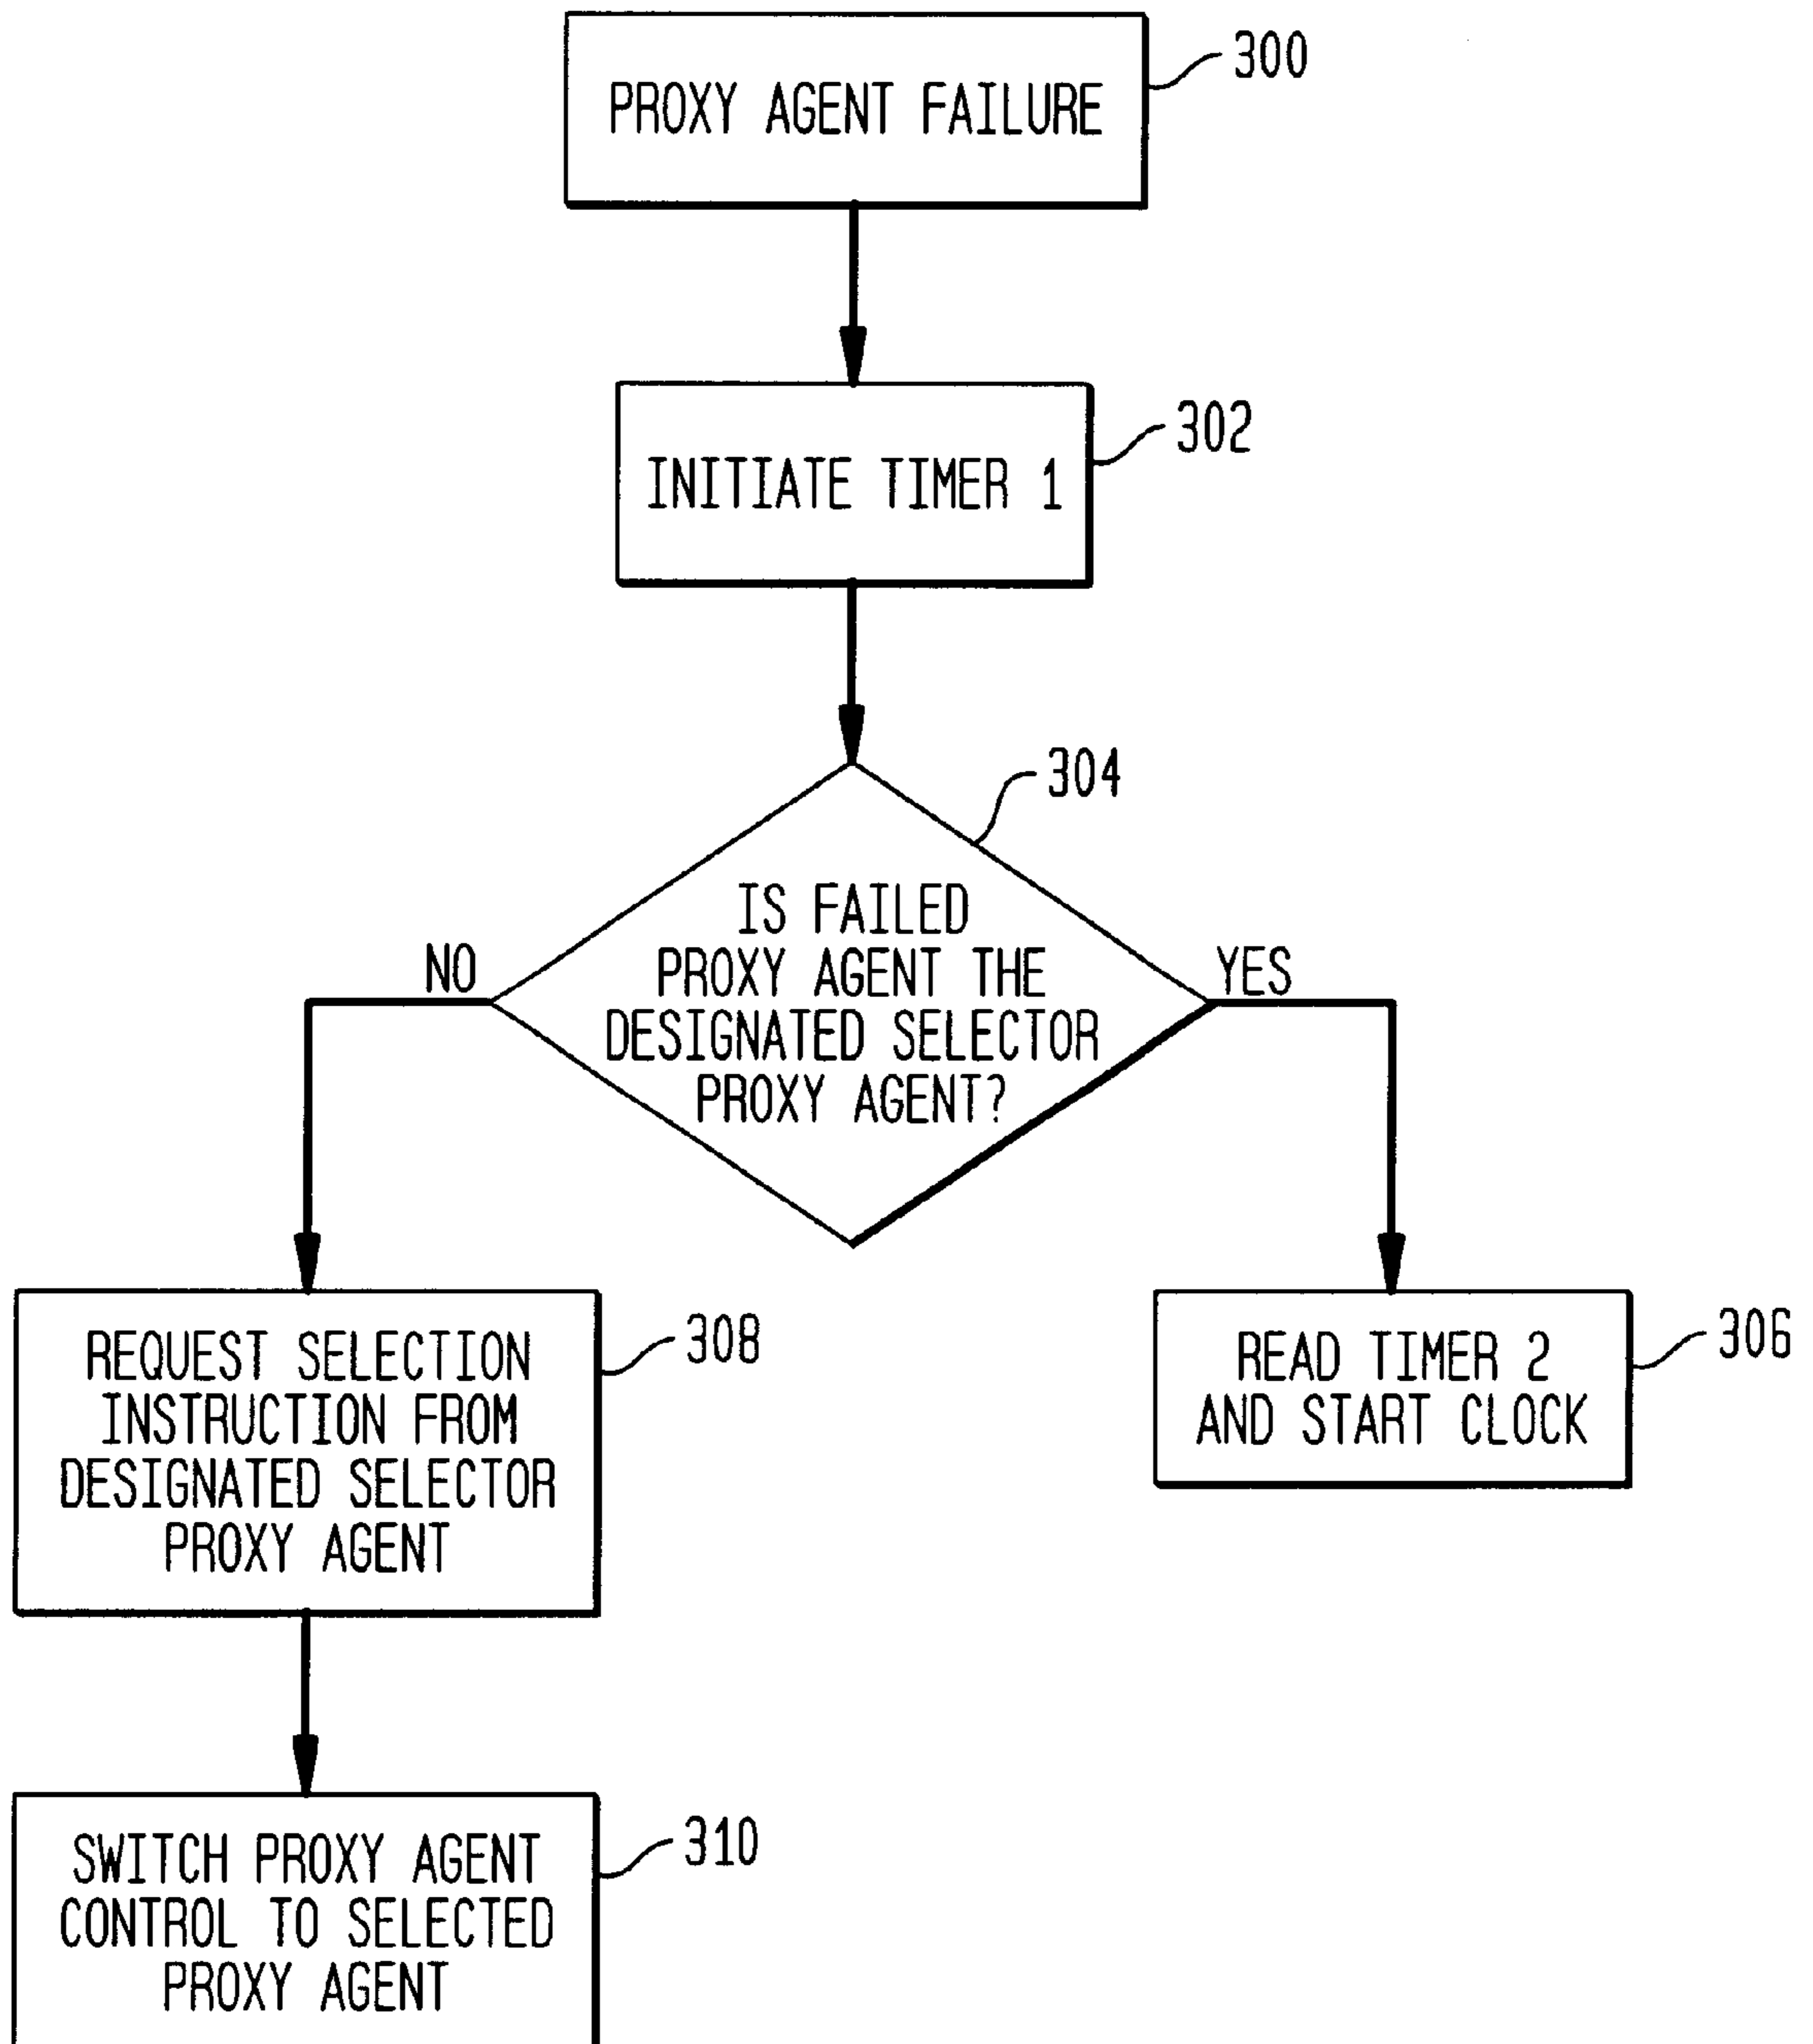 PROXY AGENT FAILURE
300
INITIATE TIMER 1
302
304
IS FAILED
PROXY AGENT THE
DESIGNATED SELECTOR
PROXY AGENT?
NO
YES
REQUEST SELECTION
INSTRUCTION FROM
DESIGNATED SELECTOR
PROXY AGENT
308
READ TIMER 2
AND START CLOCK
306
SWITCH PROXY AGENT
CONTROL TO SELECTED
PROXY AGENT
310